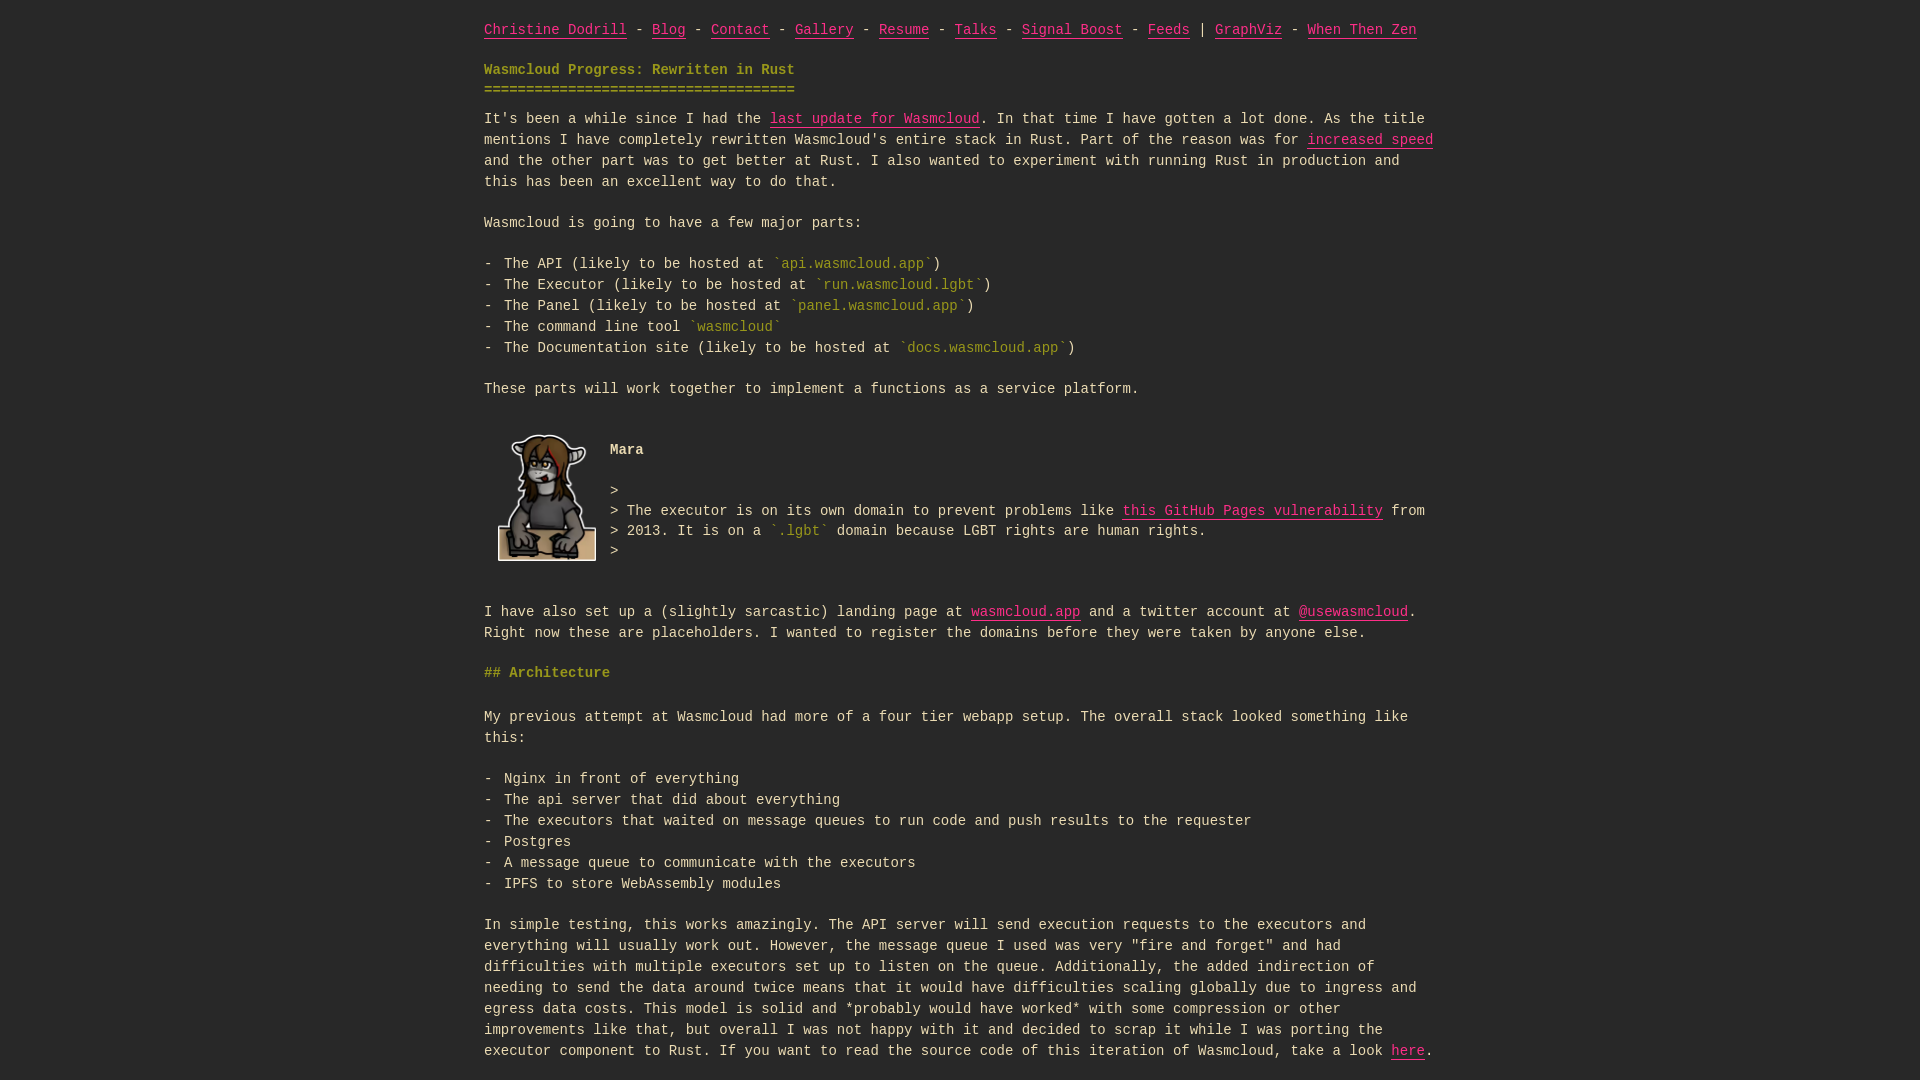 Christine Dodrill - Blog - Contact - Gallery - Resume - Talks - Signal Boost - Feeds | GraphViz - When Then Zen
Wasmcloud Progress: Rewritten in Rust
=====================================
It's been a while since I had the last update for Wasmcloud. In that time I have gotten a lot done. As the title
mentions I have completely rewritten Wasmcloud's entire stack in Rust. Part of the reason was for increased speed
and the other part was to get better at Rust. I also wanted to experiment with running Rust in production and
this has been an excellent way to do that.
Wasmcloud is going to have a few major parts:
- The API (likely to be hosted at `api.wasmcloud.app`)
- The Executor (likely to be hosted at `run.wasmcloud.lgbt`)
- The Panel (likely to be hosted at `panel.wasmcloud.app`)
- The command line tool `wasmcloud`
- The Documentation site (likely to be hosted at `docs.wasmcloud.app`)
These parts will work together to implement a functions as a service platform.
Mara
>
> The executor is on its own domain to prevent problems like this GitHub Pages vulnerability from
> 2013. It is on a `.lgbt` domain because LGBT rights are human rights.
>
I have also set up a (slightly sarcastic) landing page at wasmcloud.app and a twitter account at @usewasmcloud.
Right now these are placeholders. I wanted to register the domains before they were taken by anyone else.
## Architecture
My previous attempt at Wasmcloud had more of a four tier webapp setup. The overall stack looked something like
this:
- Nginx in front of everything
- The api server that did about everything
- The executors that waited on message queues to run code and push results to the requester
- Postgres
- A message queue to communicate with the executors
- IPFS to store WebAssembly modules
In simple testing, this works amazingly. The API server will send execution requests to the executors and
everything will usually work out. However, the message queue I used was very "fire and forget" and had
difficulties with multiple executors set up to listen on the queue. Additionally, the added indirection of
needing to send the data around twice means that it would have difficulties scaling globally due to ingress and
egress data costs. This model is solid and *probably would have worked* with some compression or other
improvements like that, but overall I was not happy with it and decided to scrap it while I was porting the
executor component to Rust. If you want to read the source code of this iteration of Wasmcloud, take a look here.